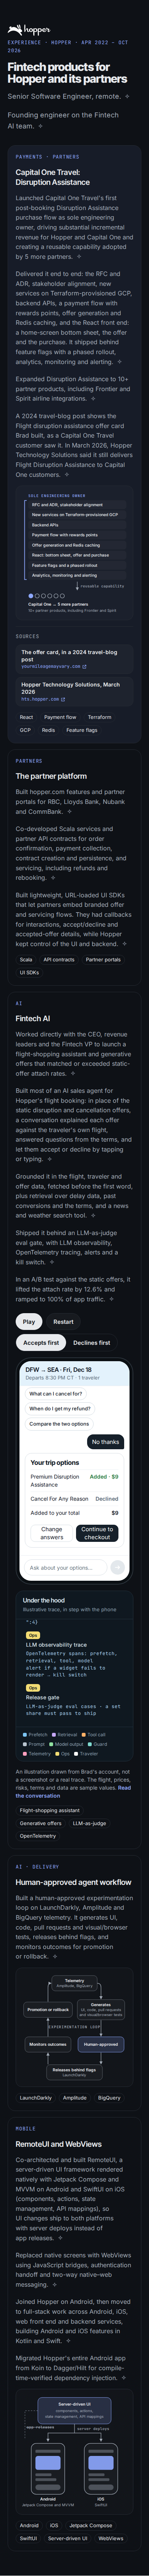 hopper
EXPERIENCE · HOPPER · APR 2022 – OCT
2026
Fintech products for
Hopper and its partners
Senior Software Engineer, remote.
Founding engineer on the Fintech
AI team.
PAYMENTS · PARTNERS
Capital One Travel:
Disruption Assistance
Launched Capital One Travel's first
post-booking Disruption Assistance
purchase flow as sole engineering
owner, driving substantial incremental
revenue for Hopper and Capital One and
creating a reusable capability adopted
by 5 more partners.
Delivered it end to end: the RFC and
ADR, stakeholder alignment, new
services on Terraform-provisioned GCP,
backend APIs, a payment flow with
rewards points, offer generation and
Redis caching, and the React front end:
a home-screen bottom sheet, the offer
and the purchase. It shipped behind
feature flags with a phased rollout,
analytics, monitoring and alerting.
Expanded Disruption Assistance to 10+
partner products, including Frontier and
Spirit airline integrations.
A 2024 travel-blog post shows the
Flight disruption assistance offer card
Brad built, as a Capital One Travel
customer saw it. In March 2026, Hopper
Technology Solutions said it still delivers
Flight Disruption Assistance to Capital
One customers.
SOLE ENGINEERING OWNER
RFC and ADR, stakeholder alignment
New services on Terraform-provisioned GCP
Backend APIs
Payment flow with rewards points
Offer generation and Redis caching
React: bottom sheet, offer and purchase
Feature flags and a phased rollout
Analytics, monitoring and alerting
reusable capability
Capital One → 5 more partners
10+ partner products, including Frontier and Spirit
SOURCES
The offer card, in a 2024 travel-blog
post
yourmileagemayvary.com
Hopper Technology Solutions, March
2026
hts.hopper.com
React
Payment flow
Terraform
GCP
Redis
Feature flags
PARTNERS
The partner platform
Built hopper.com features and partner
portals for RBC, Lloyds Bank, Nubank
and CommBank.
Co-developed Scala services and
partner API contracts for order
confirmation, payment collection,
contract creation and persistence, and
servicing, including refunds and
rebooking.
Built lightweight, URL-loaded UI SDKs
that let partners embed branded offer
and servicing flows. They had callbacks
for interactions, accept/decline and
accepted-offer details, while Hopper
kept control of the UI and backend.
Scala
API contracts
Partner portals
UI SDKs
AI
Fintech AI
Worked directly with the CEO, revenue
leaders and the Fintech VP to launch a
flight-shopping assistant and generative
offers that matched or exceeded static-
offer attach rates.
Built most of an AI sales agent for
Hopper's flight booking: in place of the
static disruption and cancellation offers,
a conversation explained each offer
against the traveler's own flight,
answered questions from the terms, and
let them accept or decline by tapping
or typing.
Grounded it in the flight, traveler and
offer data, fetched before the first word,
plus retrieval over delay data, past
conversions and the terms, and a news
and weather search tool.
Shipped it behind an LLM-as-judge
eval gate, with LLM observability,
OpenTelemetry tracing, alerts and a
kill switch.
In an A/B test against the static offers, it
lifted the attach rate by 12.6% and
ramped to 100% of app traffic.
Play
Restart
Accepts first
Declines first
DFW → SEA · Fri, Dec 18
Departs 8:30 PM CT · 1 traveler
What can I cancel for?
When do I get my refund?
Compare the two options
No thanks
Your trip options
Premium Disruption
Assistance
Added · $9
Cancel For Any Reason
Declined
Added to your total
$9
Change
answers
Continue to
checkout
Ask about your options...
Under the hood
Illustrative trace, in step with the phone
":4}
Ops
LLM observability trace
OpenTelemetry spans: prefetch,
retrieval, tool, model
alert if a widget fails to
render → kill switch
Ops
Release gate
LLM-as-judge eval cases · a set
share must pass to ship
Prefetch
Retrieval
Tool call
Prompt
Model output
Guard
Telemetry
Ops
Traveler
An illustration drawn from Brad's account, not
a screenshot or a real trace. The flight, prices,
risks, terms and data are sample values. Read
the conversation
Flight-shopping assistant
Generative offers
LLM-as-judge
OpenTelemetry
AI · DELIVERY
Human-approved agent workflow
Built a human-approved experimentation
loop on LaunchDarkly, Amplitude and
BigQuery telemetry. It generates UI,
code, pull requests and visualBrowser
tests, releases behind flags, and
monitors outcomes for promotion
or rollback.
Telemetry
Amplitude, BigQuery
Promotion or rollback
Generates
UI, code, pull requests
and visualBrowser tests
EXPERIMENTATION LOOP
Monitors outcomes
Human-approved
Releases behind flags
LaunchDarkly
LaunchDarkly
Amplitude
BigQuery
MOBILE
RemoteUI and WebViews
Co-architected and built RemoteUI, a
server-driven UI framework rendered
natively with Jetpack Compose and
MVVM on Android and SwiftUI on iOS
(components, actions, state
management, API mappings), so
UI changes ship to both platforms
with server deploys instead of
app releases.
Replaced native screens with WebViews
using JavaScript bridges, authentication
handoff and two-way native–web
messaging.
Joined Hopper on Android, then moved
to full-stack work across Android, iOS,
web front end and backend services,
building Android and iOS features in
Kotlin and Swift.
Migrated Hopper's entire Android app
from Koin to Dagger/Hilt for compile-
time-verified dependency injection.
Server-driven UI
components, actions,
state management, API mappings
app releases
server deploys
Android
Jetpack Compose and MVVM
iOS
SwiftUI
Android
iOS
Jetpack Compose
SwiftUI
Server-driven UI
WebViews